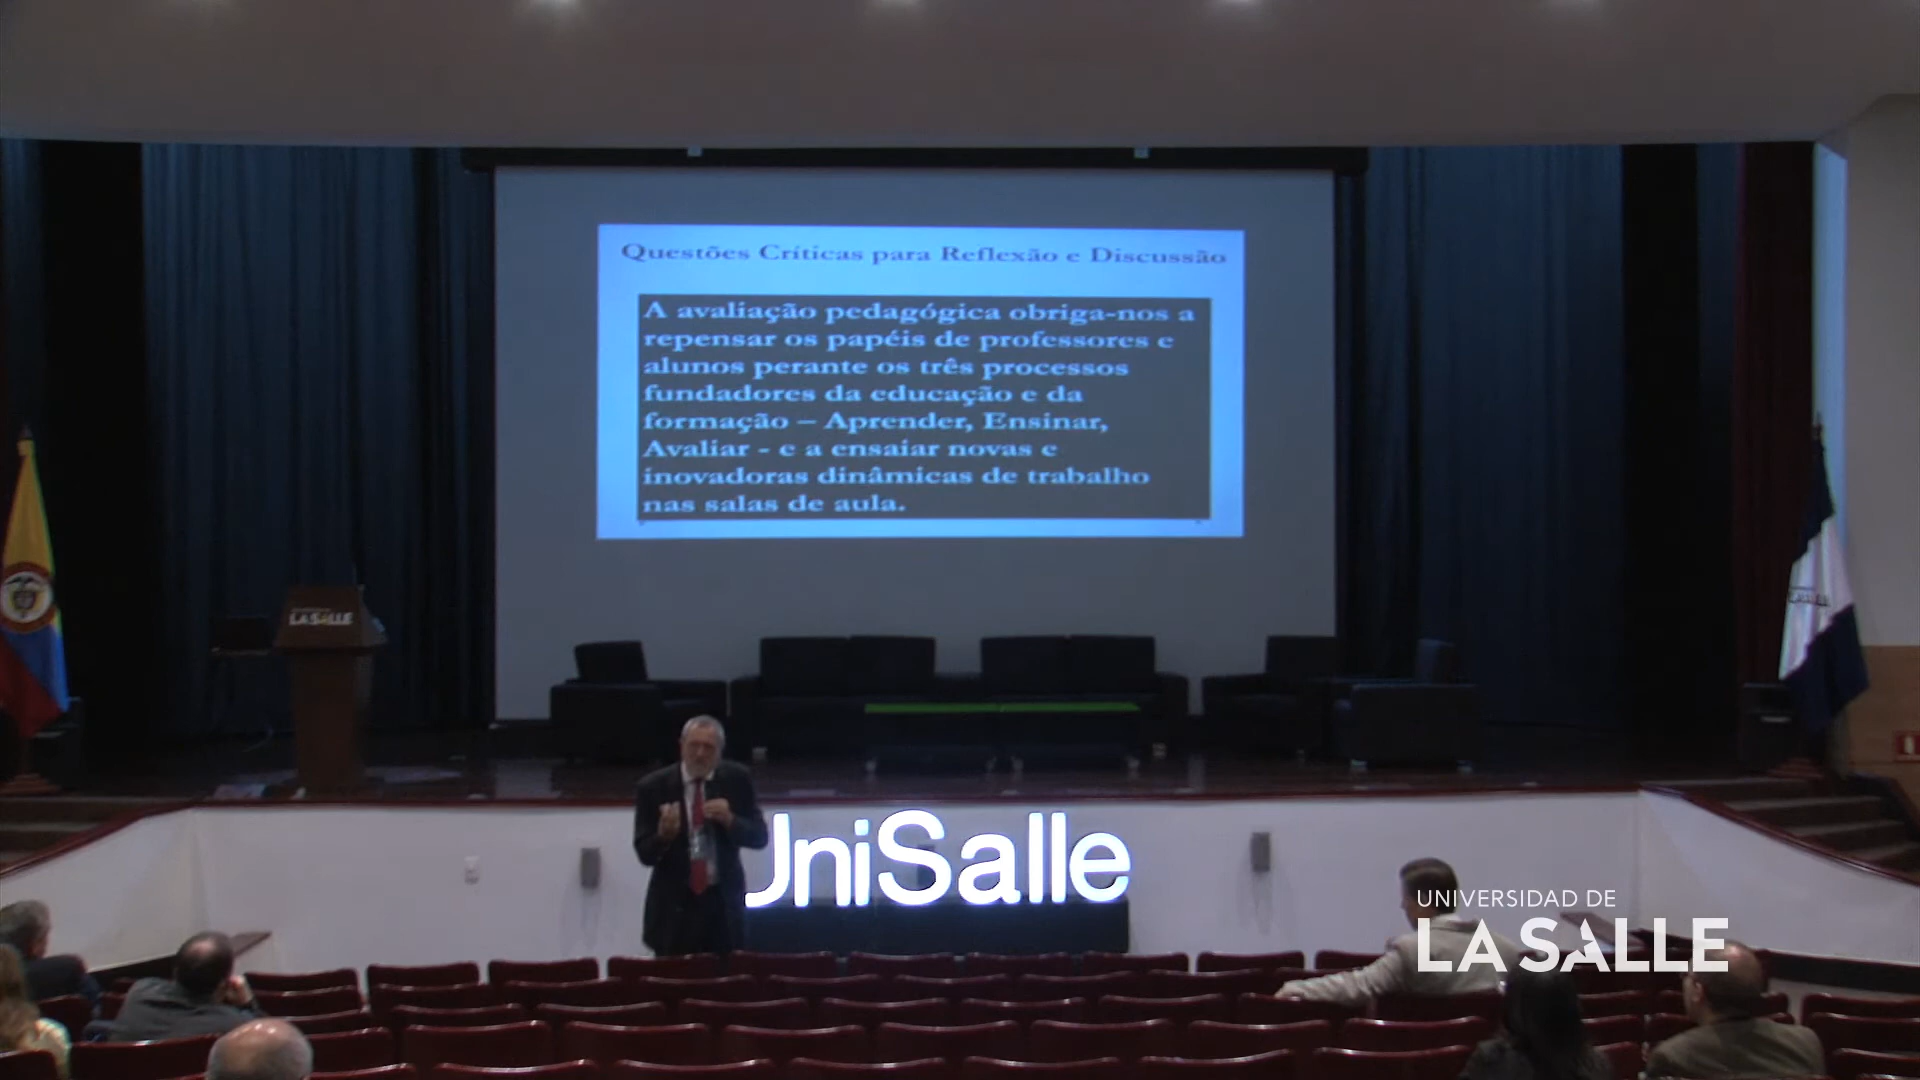 Questões Críticas para Reflexão e Discussão
A avaliação pedagógica obriga-nos a
repensar os papéis de professores e
alunos perante os três processos
fundadores da educação e da
formação – Aprender, Ensinar,
Avaliar - e a ensaiar novas e
inovadoras dinâmicas de trabalho
nas salas de aula.
LA SALLE
UniSalle
UNIVERSIDAD DE
LA SALLE